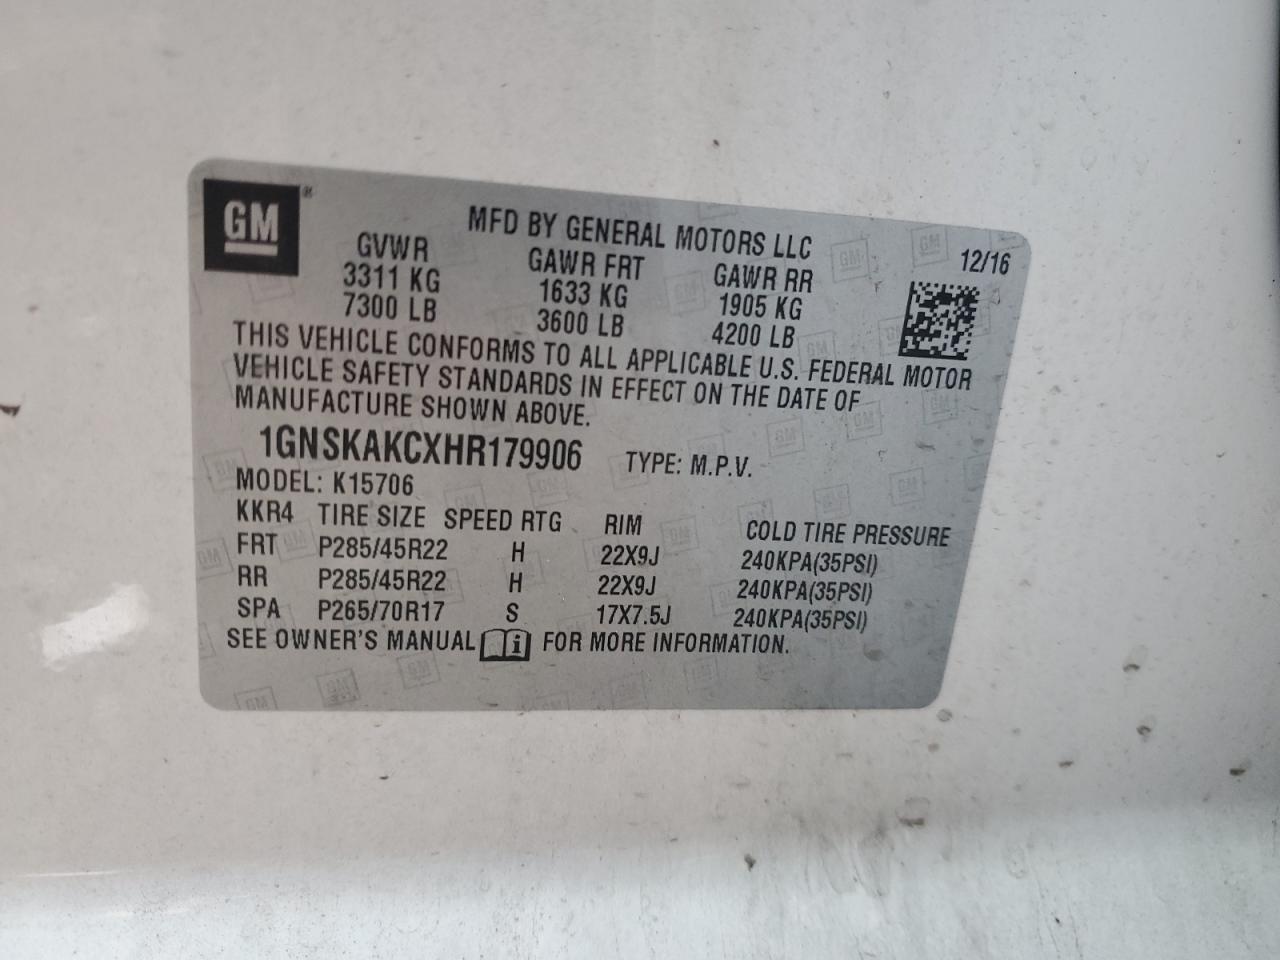 GM ®
MFD BY GENERAL MOTORS LLC
12/16
GVWR GAWR FRT GAWR RR
3311 KG 1633 KG 1905 KG
7300 LB 3600 LB 4200 LB
THIS VEHICLE CONFORMS TO ALL APPLICABLE U.S. FEDERAL MOTOR
VEHICLE SAFETY STANDARDS IN EFFECT ON THE DATE OF
MANUFACTURE SHOWN ABOVE.
1GNSKAKCXHR179906 TYPE: M.P.V.
MODEL: K15706
KKR4 TIRE SIZE SPEED RTG RIM COLD TIRE PRESSURE
FRT P285/45R22 H 22X9J 240KPA(35PSI)
RR P285/45R22 H 22X9J 240KPA(35PSI)
SPA P265/70R17 S 17X7.5J 240KPA(35PSI)
SEE OWNER'S MANUAL i FOR MORE INFORMATION.